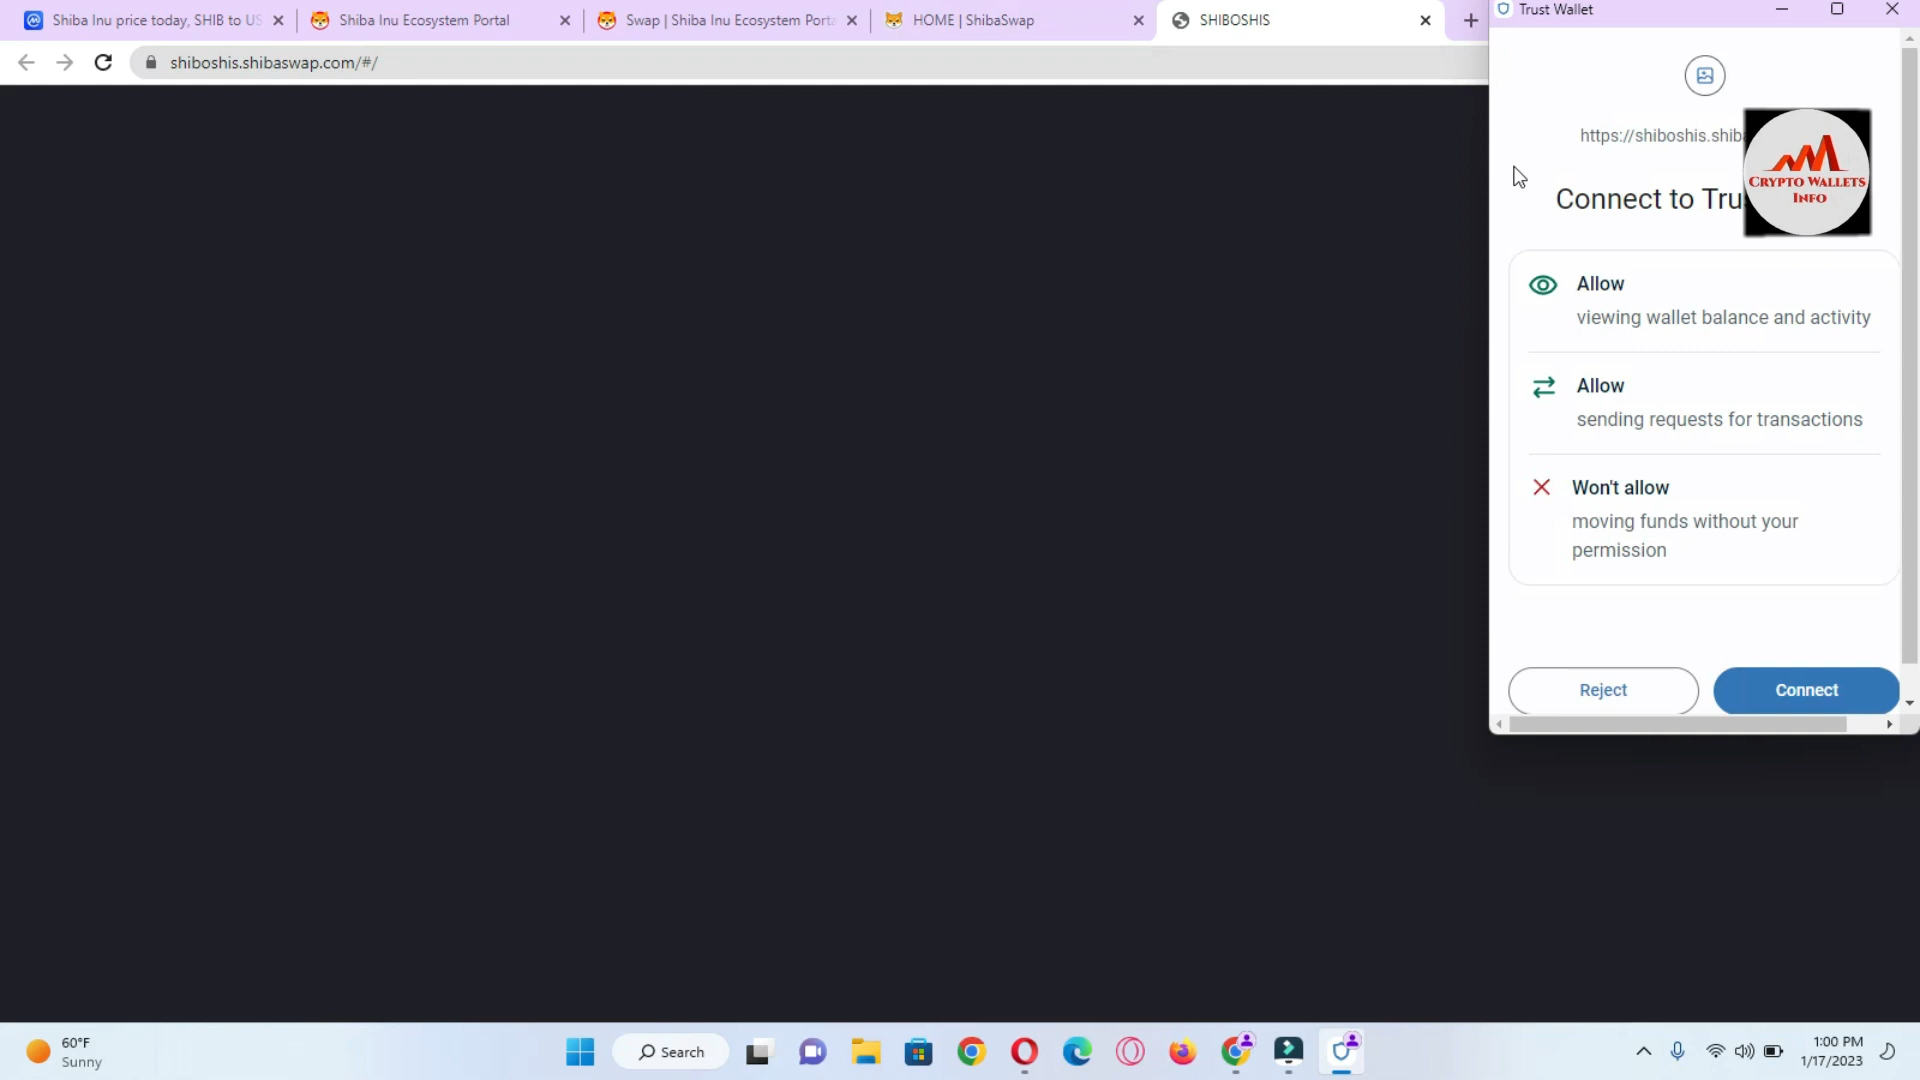 Shiba Inu price today, SHIB to US
Shiba Inu Ecosystem Portal
Swap | Shiba Inu Ecosystem Porta
HOME | ShibaSwap
SHIBOSHIS
Trust Wallet
shiboshis.shibaswap.com/#/
https://shiboshis.shiba
CRYPTO WALLETS
INFO
Connect to Tru
Allow
viewing wallet balance and activity
Allow
sending requests for transactions
Won't allow
moving funds without your
permission
Reject
Connect
60°F
Sunny
Search
1:00 PM
1/17/2023